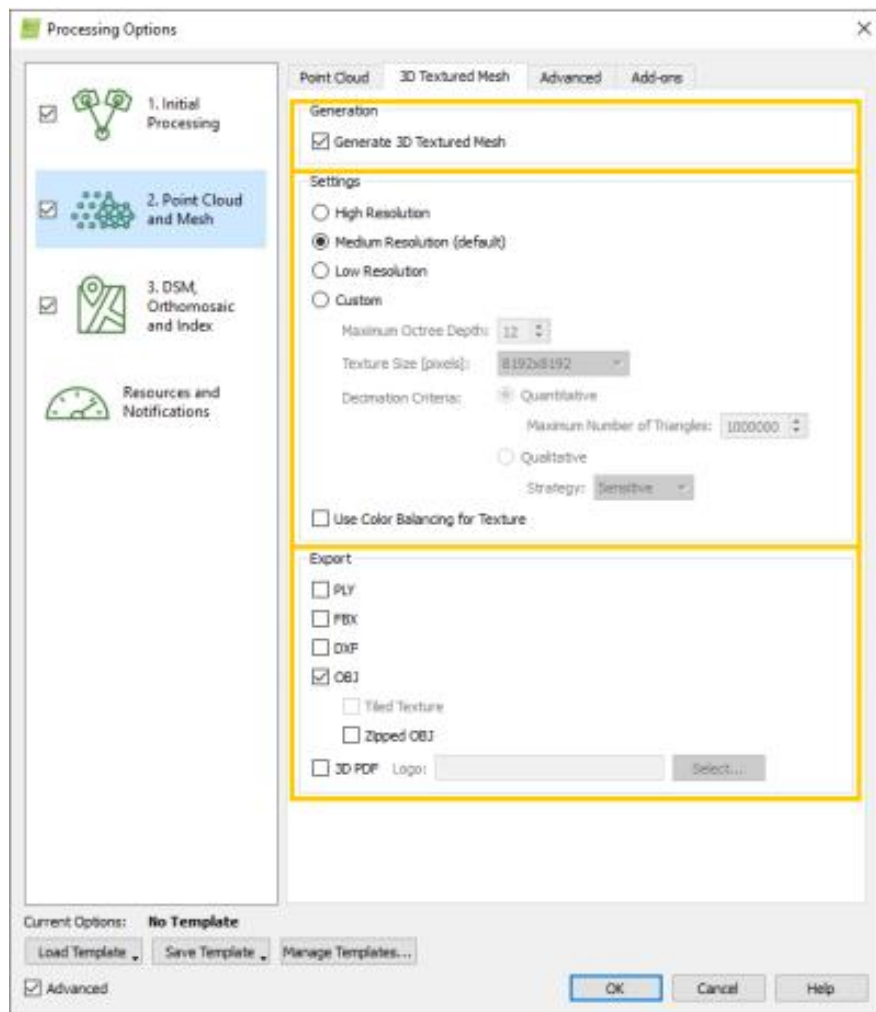 Processing Options
1. Initial
Processing
2. Point Cloud
and Mesh
3. DSM,
Orthomosaic
and Index
Resources and
Notifications
Point Cloud 3D Textured Mesh Advanced Add-ons
Generation
Generate 3D Textured Mesh
Settings
High Resolution
Medium Resolution (default)
Low Resolution
Custom
Maximum Octree Depth: 12
Texture Size [pixels]: 8192x8192
Decimation Criteria: Quantitative
Maximum Number of Triangles: 1000000
Qualitative
Strategy: Sensitive
Use Color Balancing for Texture
Export
PLY
FBX
DXF
OBJ
Tiled Texture
Zipped OBJ
3D PDF Logo: Select...
Current Options: No Template
Load Template Save Template Manage Templates...
Advanced OK Cancel Help